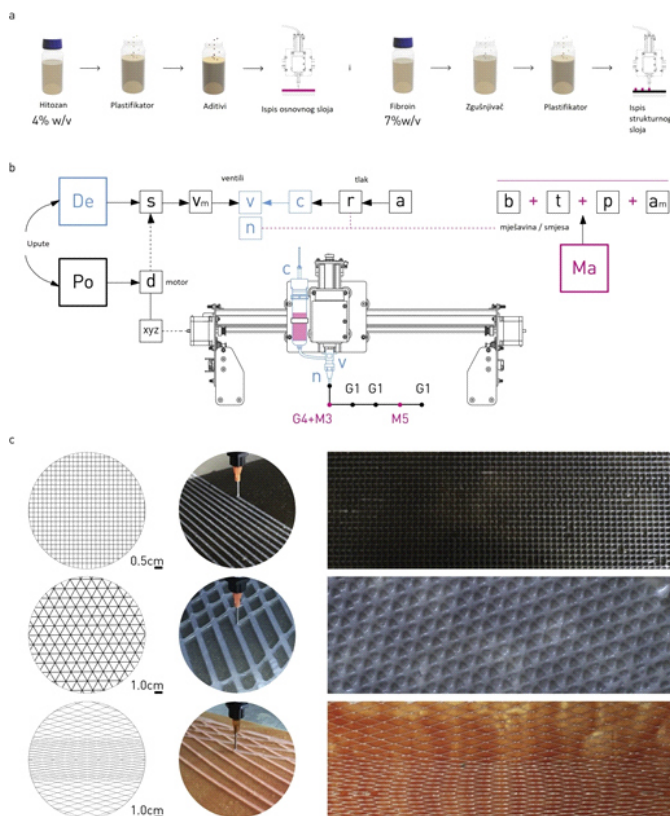 a
Hitozan
4% w/v
Plastifikator
Aditivi
Ispis osnovnog sloja
Fibroin
7%w/v
Zgušnjivač
Plastifikator
Ispis
strukturnog
sloja
b
ventili
tlak
De
s
Vm
v
c
r
a
b + t + p + am
n
mješavina / smjesa
Upute
Po
d
motor
Ma
xyz
c
v
n
G1 G1 G1
G4+M3 M5
c
0.5cm
1.0cm
1.0cm